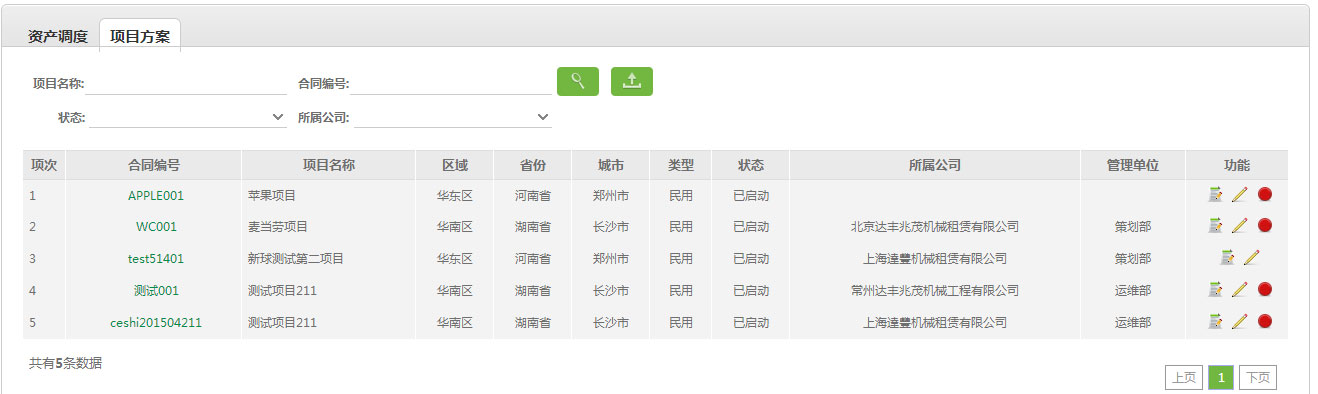 资产调度 项目方案
项目名称: 合同编号:
状态: 所属公司:
项次 合同编号 项目名称 区域 省份 城市 类型 状态 所属公司 管理单位 功能
1 APPLE001 苹果项目 华东区 河南省 郑州市 民用 已启动
2 WC001 麦当劳项目 华南区 湖南省 长沙市 民用 已启动 北京达丰兆茂机械租赁有限公司 策划部
3 test51401 新球测试第二项目 华东区 河南省 郑州市 民用 已启动 上海達豐机械租赁有限公司 策划部
4 测试001 测试项目211 华南区 湖南省 长沙市 民用 已启动 常州达丰兆茂机械工程有限公司 运维部
5 ceshi201504211 测试项目211 华南区 湖南省 长沙市 民用 已启动 上海達豐机械租赁有限公司 运维部
共有5条数据
上页 1 下页